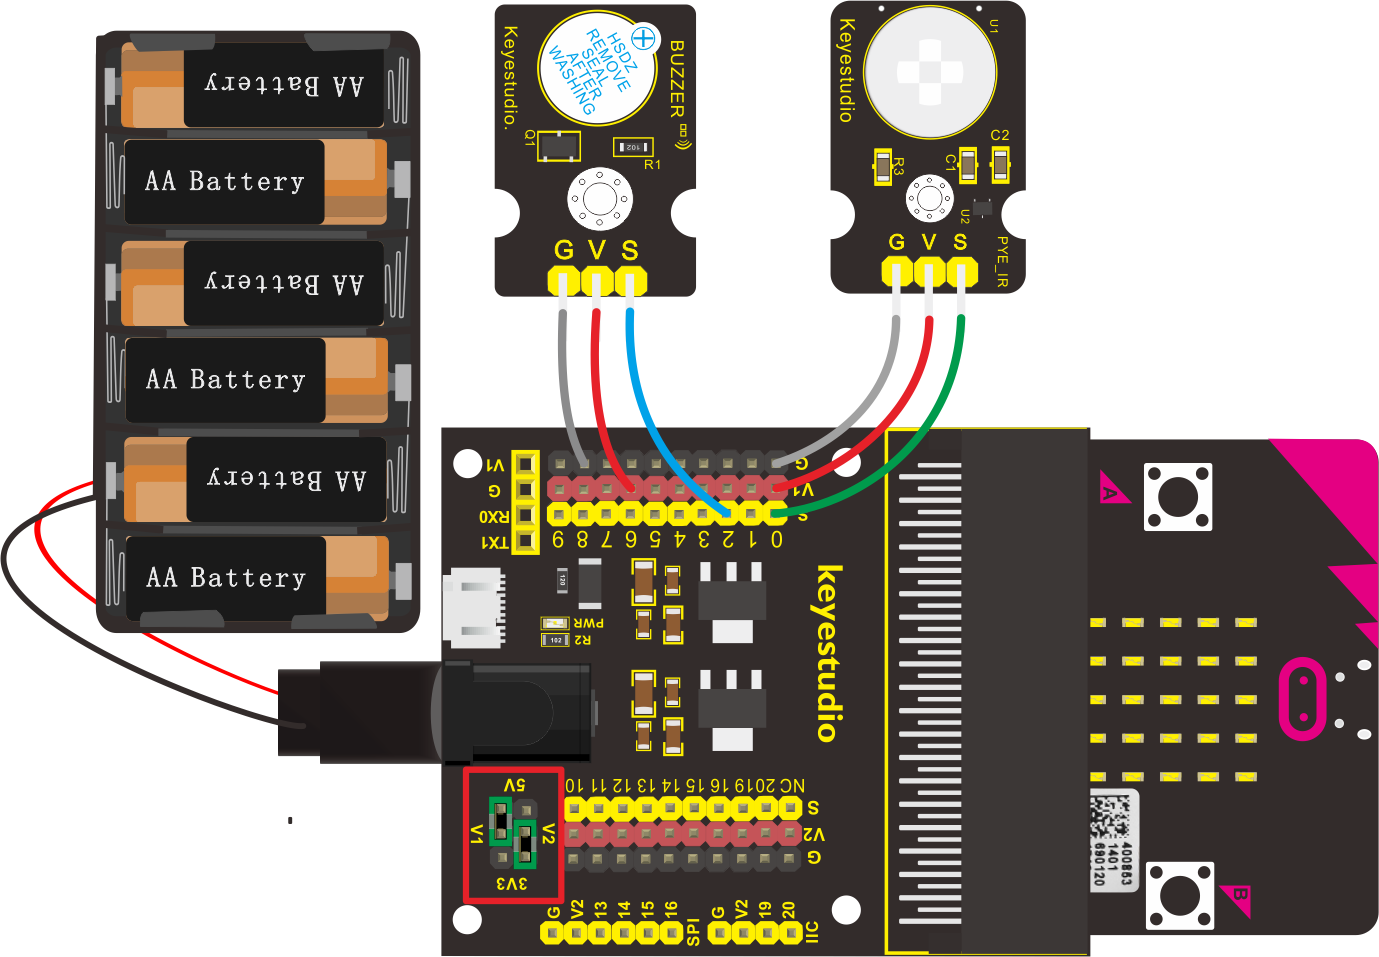 AA Battery
AA Battery
AA Battery
AA Battery
AA Battery
AA Battery
Keyestudio.
HSDZ
REMOVE
SEAL
AFTER
WASHING
BUZZER
Q1
102
R1
G V S
Keyestudio
U1
C2
R3
C1
U2
G V S
PYE_IR
V1
G
RX0
TX1
G
V1
S
9 8 7 6 5 4 3 2 1 0
120
PWR
102
R2
keyestudio
5V
V1
V2
3V3
10 11 12 13 14 15 16 19 20 NC
S
V2
G
G V2 13 14 15 16
SPI
G V2 19 20
IIC
A
B
400863
1401
690120